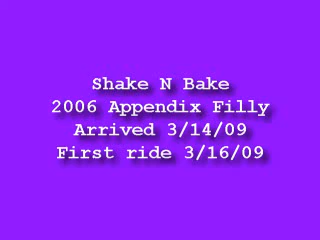 Shake N Bake
2006 Appendix Filly
Arrived 3/14/09
First ride 3/16/09